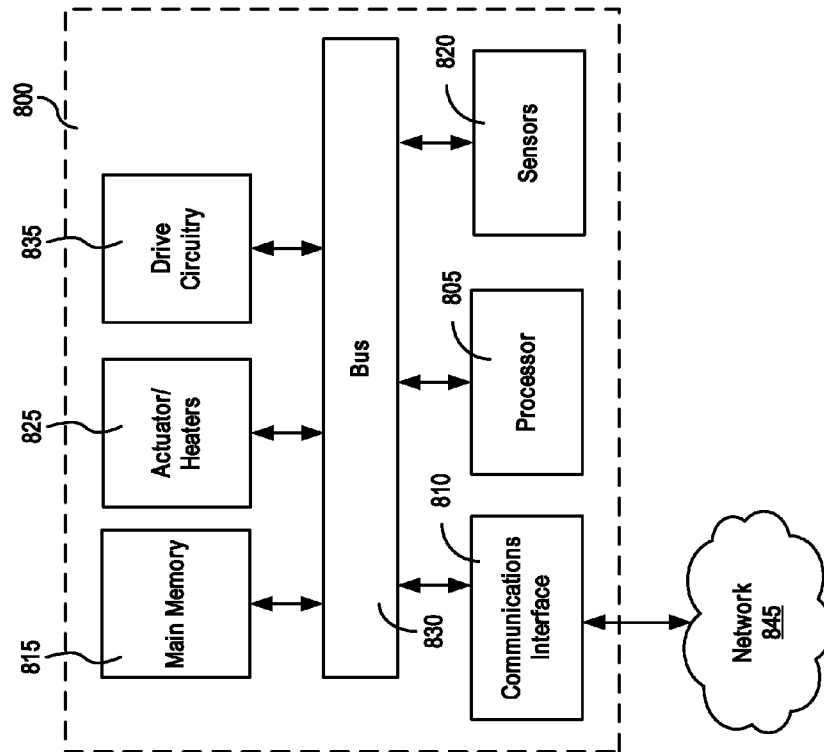 815
825
835
800
Main Memory
Actuator/
Heaters
Drive
Circuitry
Bus
830
810
805
820
Communications
Interface
Processor
Sensors
Network
845